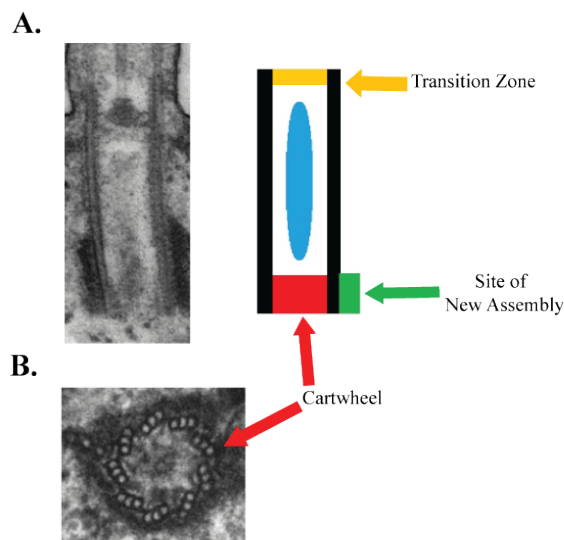 A.
Transition Zone
Site of
New Assembly
B.
Cartwheel